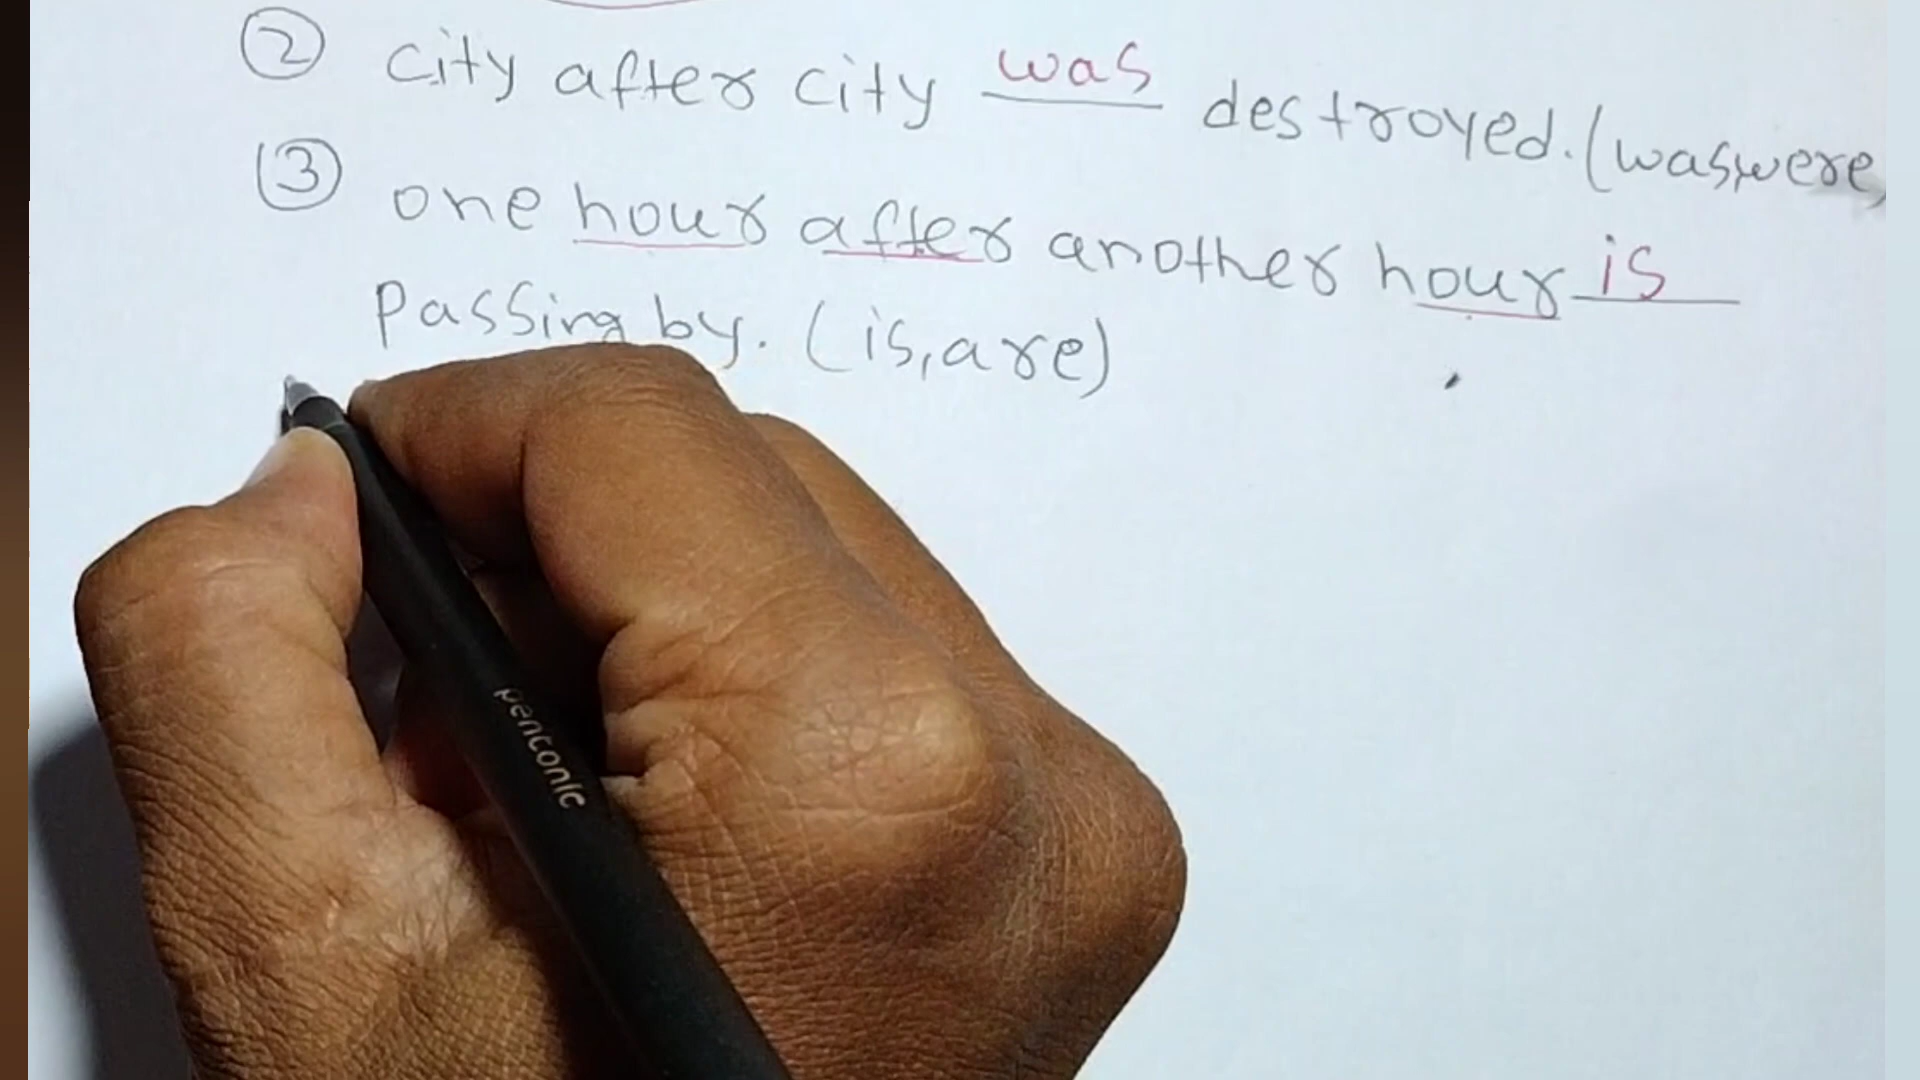 ② city after city was destroyed. (was, were)
③ one hour after another hour is
passing by. (is, are)
pentonic